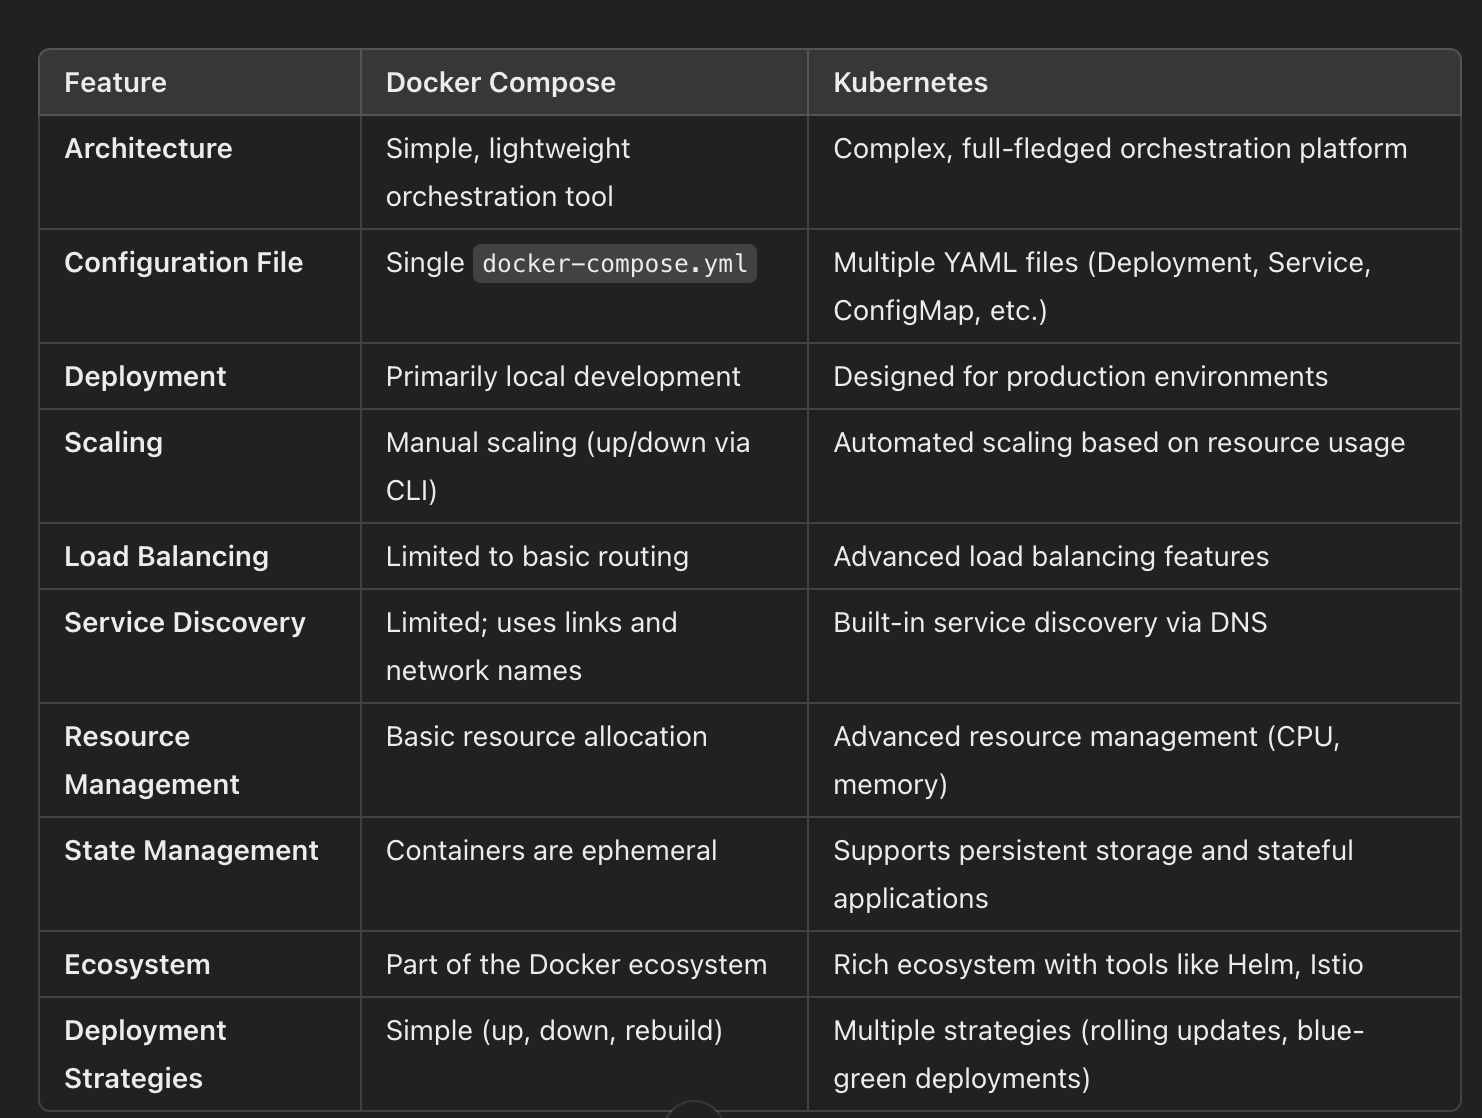 Feature Docker Compose Kubernetes
Architecture Simple, lightweight Complex, full-fledged orchestration platform
orchestration tool
Configuration File Single docker-compose.yml Multiple YAML files (Deployment, Service,
ConfigMap, etc.)
Deployment Primarily local development Designed for production environments
Scaling Manual scaling (up/down via Automated scaling based on resource usage
CLI)
Load Balancing Limited to basic routing Advanced load balancing features
Service Discovery Limited; uses links and Built-in service discovery via DNS
network names
Resource Basic resource allocation Advanced resource management (CPU,
Management memory)
State Management Containers are ephemeral Supports persistent storage and stateful
applications
Ecosystem Part of the Docker ecosystem Rich ecosystem with tools like Helm, Istio
Deployment Simple (up, down, rebuild) Multiple strategies (rolling updates, blue-
Strategies green deployments)